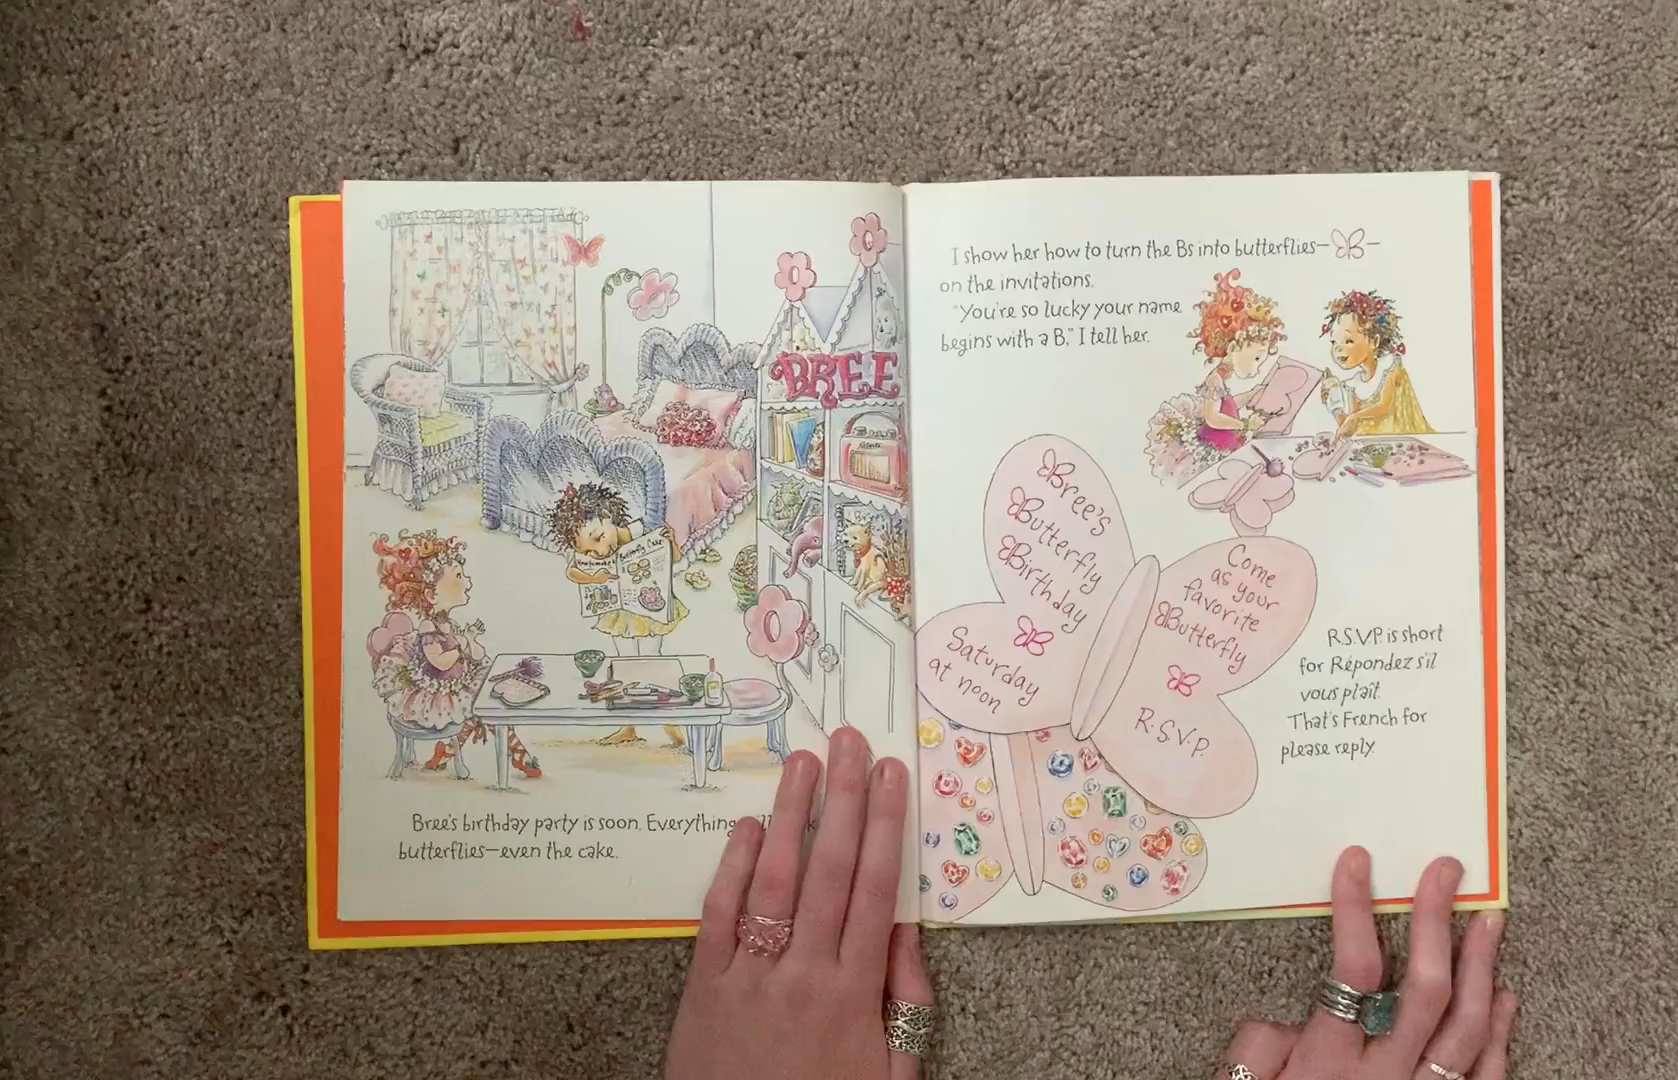 BREE
Butterfly Cake
Bree's birthday party is soon. Everything
butterflies—even the cake.
I show her how to turn the Bs into butterflies—B—
on the invitations.
"You're so lucky your name
begins with a B," I tell her.
Bree's
Butterfly
Birthday
B
Saturday
at noon
Come
as your
favorite
Butterfly
B
R.S.V.P.
R.S.V.P. is short
for Répondez s'il
vous plaît.
That's French for
please reply.